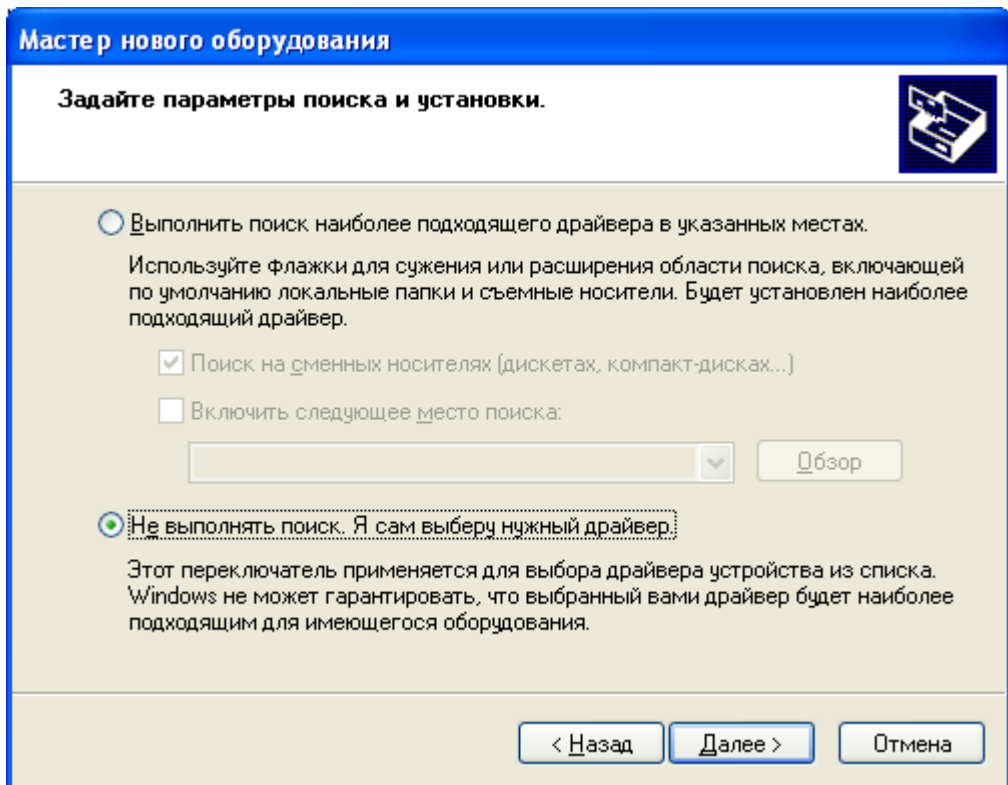 Мастер нового оборудования
Задайте параметры поиска и установки.
Выполнить поиск наиболее подходящего драйвера в указанных местах.
Используйте флажки для сужения или расширения области поиска, включающей
по умолчанию локальные папки и съемные носители. Будет установлен наиболее
подходящий драйвер.
Поиск на сменных носителях (дискетах, компакт-дисках...)
Включить следующее место поиска:
Обзор
Не выполнять поиск. Я сам выберу нужный драйвер.
Этот переключатель применяется для выбора драйвера устройства из списка.
Windows не может гарантировать, что выбранный вами драйвер будет наиболее
подходящим для имеющегося оборудования.
< Назад Далее > Отмена